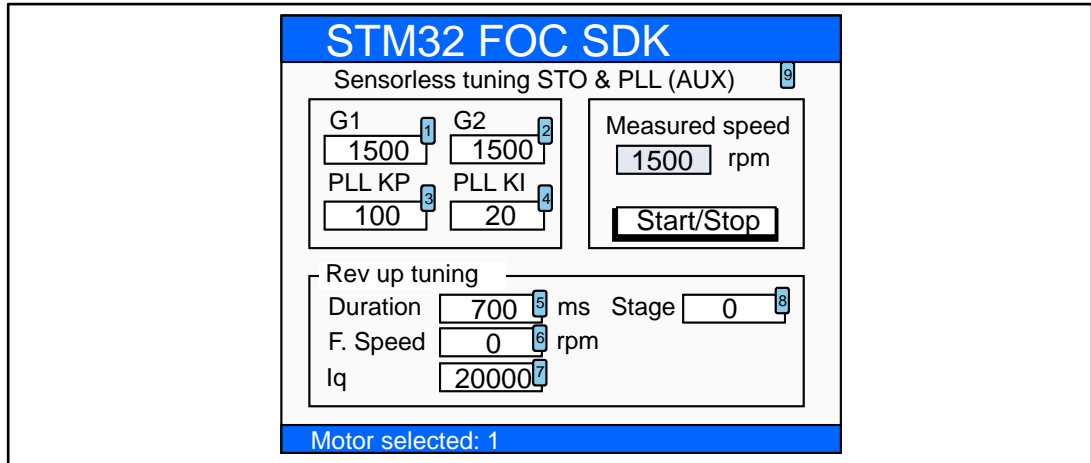 STM32 FOC SDK
Sensorless tuning STO & PLL (AUX) 9
G1 1 G2 2
1500 1500
PLL KP 3 PLL KI 4
100 20
Measured speed
1500 rpm
Start/Stop
Rev up tuning
Duration 700 5 ms Stage 0 8
F. Speed 0 6 rpm
Iq 20000 7
Motor selected: 1